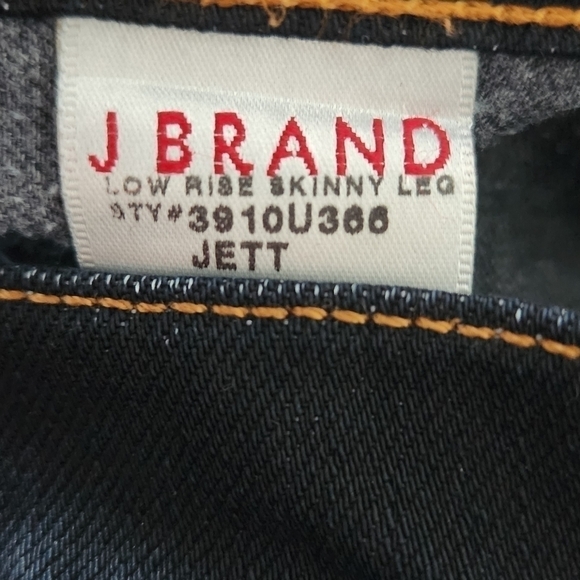 J BRAND
LOW RISE SKINNY LEG
STY# 3910U366
JETT